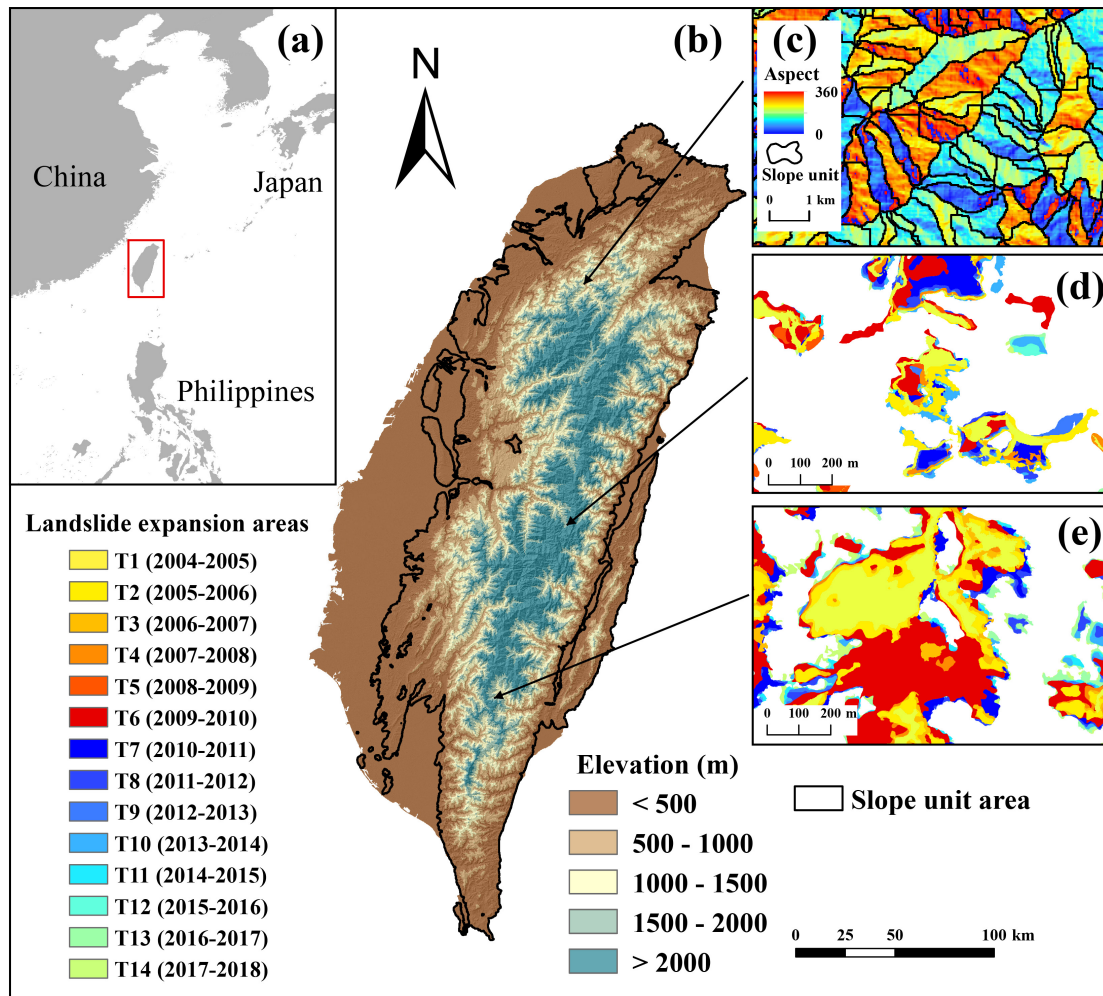 (a)
China
Japan
Philippines
N
(b)
(c)
Aspect
360
0
Slope unit
0 1 km
(d)
0 100 200 m
(e)
0 100 200 m
Landslide expansion areas
T1 (2004-2005)
T2 (2005-2006)
T3 (2006-2007)
T4 (2007-2008)
T5 (2008-2009)
T6 (2009-2010)
T7 (2010-2011)
T8 (2011-2012)
T9 (2012-2013)
T10 (2013-2014)
T11 (2014-2015)
T12 (2015-2016)
T13 (2016-2017)
T14 (2017-2018)
Elevation (m)
< 500
500 - 1000
1000 - 1500
1500 - 2000
> 2000
Slope unit area
0 25 50 100 km